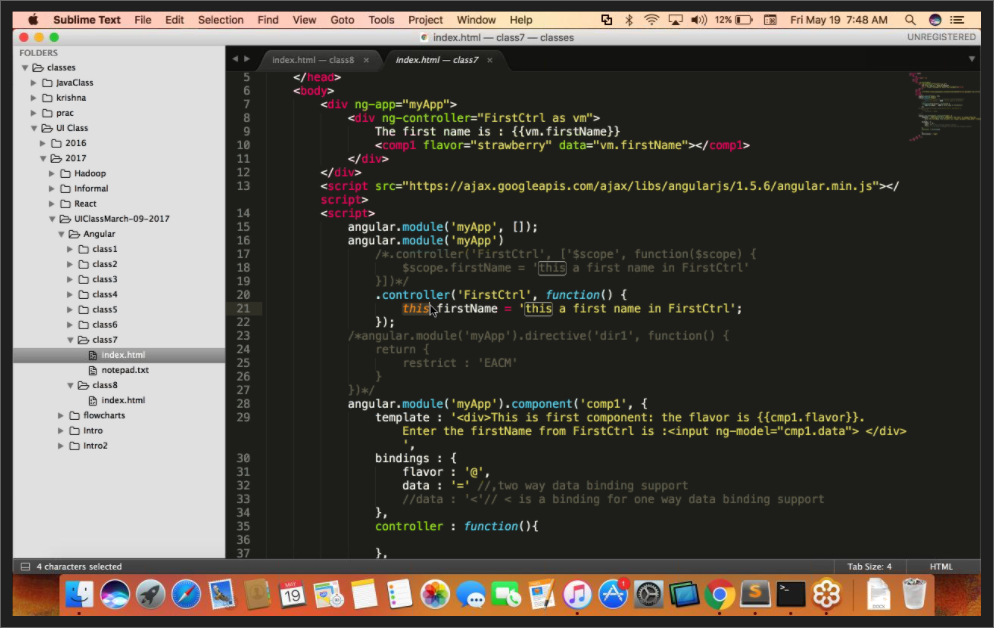 Sublime Text File Edit Selection Find View Goto Tools Project Window Help 12% Fri May 19 7:48 AM
index.html — class7 — classes UNREGISTERED
FOLDERS
classes
JavaClass
krishna
prac
UI Class
2016
2017
Hadoop
Informal
React
UIClassMarch-09-2017
Angular
class1
class2
class3
class4
class5
class6
class7
index.html
notepad.txt
class8
index.html
flowcharts
Intro
Intro2
index.html — class8 × index.html — class7 ×
5 </head>
6 <body>
7 <div ng-app="myApp">
8 <div ng-controller="FirstCtrl as vm">
9 The first name is : {{vm.firstName}}
10 <comp1 flavor="strawberry" data="vm.firstName"></comp1>
11 </div>
12 </div>
13 <script src="https://ajax.googleapis.com/ajax/libs/angularjs/1.5.6/angular.min.js"></
script>
14 <script>
15 angular.module('myApp', []);
16 angular.module('myApp')
17 /*.controller('FirstCtrl', ['$scope', function($scope) {
18 $scope.firstName = 'this a first name in FirstCtrl'
19 }])*/
20 .controller('FirstCtrl', function() {
21 this.firstName = 'this a first name in FirstCtrl';
22 });
23 /*angular.module('myApp').directive('dir1', function() {
24 return {
25 restrict : 'EACM'
26 }
27 })*/
28 angular.module('myApp').component('comp1', {
29 template : '<div>This is first component: the flavor is {{cmp1.flavor}}.
Enter the firstName from FirstCtrl is :<input ng-model="cmp1.data"> </div>
',
30 bindings : {
31 flavor : '@',
32 data : '=' //,two way data binding support
33 //data : '<'// < is a binding for one way data binding support
34 },
35 controller : function(){
36
37 },
4 characters selected Tab Size: 4 HTML
MAY
19
1
S
DOCX